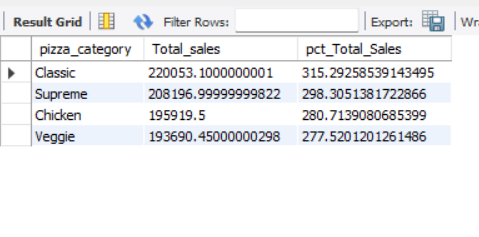 Result Grid Filter Rows: Export: Wr
pizza_category Total_sales pct_Total_Sales
Classic 220053.1000000001 315.29258539143495
Supreme 208196.99999999822 298.3051381722866
Chicken 195919.5 280.7139080685399
Veggie 193690.45000000298 277.5201201261486